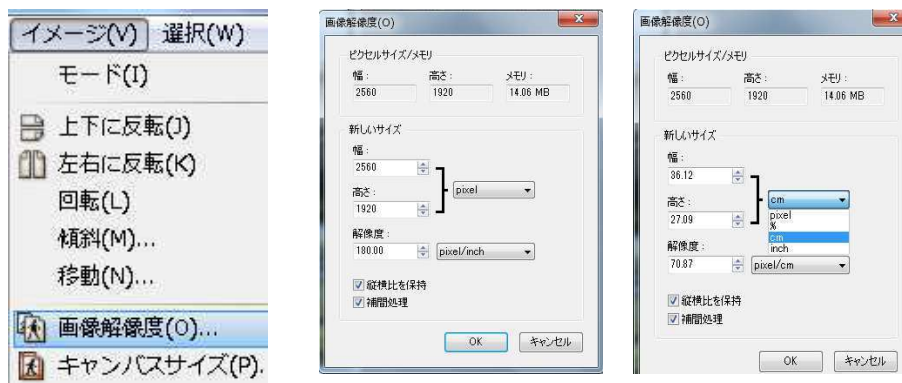 イメージ(V) 選択(W)
モード(I)
上下に反転(J)
左右に反転(K)
回転(L)
傾斜(M)...
移動(N)...
画像解像度(O)...
キャンバスサイズ(P).
画像解像度(O)
ピクセルサイズ/メモリ
幅: 高さ: メモリ:
2560 1920 14.06 MB
新しいサイズ
幅:
2560
pixel
高さ:
1920
解像度:
180.00 pixel/inch
縦横比を保持
補間処理
OK キャンセル
画像解像度(O)
ピクセルサイズ/メモリ
幅: 高さ: メモリ:
2560 1920 14.06 MB
新しいサイズ
幅:
36.12
高さ:
cm
27.09
pixel
%
cm
inch
解像度:
70.87 pixel/cm
縦横比を保持
補間処理
OK キャンセル